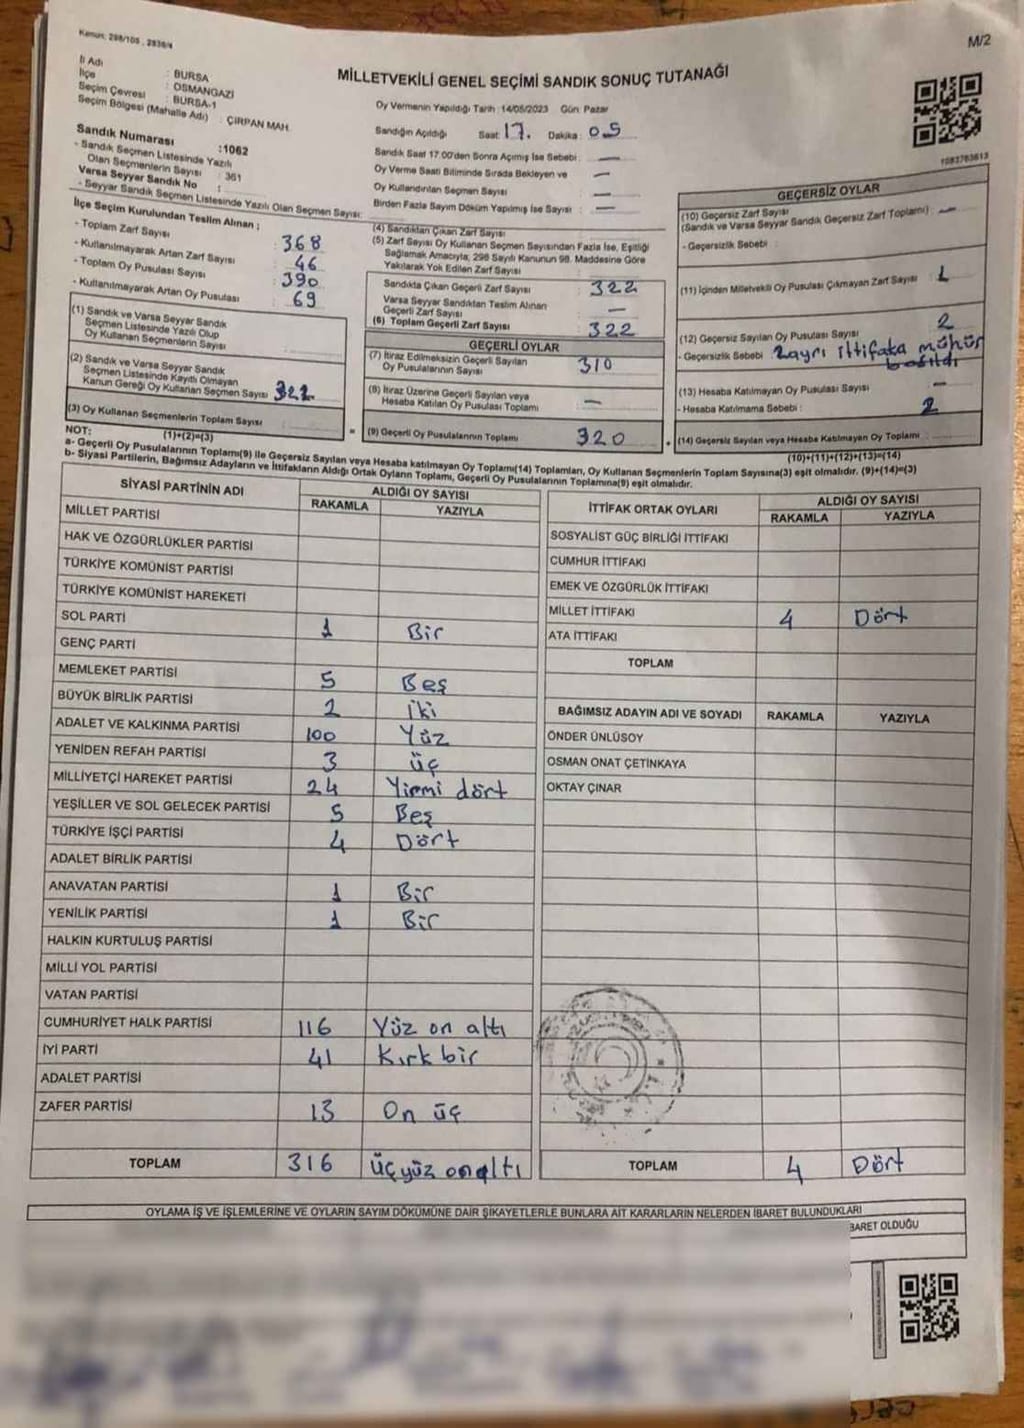 Kanun: 298/105 , 2839/4
M/2
İl Adı : BURSA
İlçe : OSMANGAZİ
Seçim Çevresi : BURSA-1
Seçim Bölgesi (Mahalle Adı) : ÇIRPAN MAH.
MİLLETVEKİLİ GENEL SEÇİMİ SANDIK SONUÇ TUTANAĞI
Oy Vermenin Yapıldığı Tarih :14/05/2023 Gün: Pazar
Sandığın Açıldığı Saat: 17. Dakika: 05
Sandık Saat 17.00'den Sonra Açımış İse Sebebi: —
Oy Verme Saati Bitiminde Sırada Bekleyen ve —
Oy Kullandırılan Seçmen Sayısı —
Birden Fazla Sayım Döküm Yapılmış İse Sayısı : —
Sandık Numarası :1062
- Sandık Seçmen Listesinde Yazılı
Olan Seçmenlerin Sayısı : 361
Varsa Seyyar Sandık No :
- Seyyar Sandık Seçmen Listesinde Yazılı Olan Seçmen Sayısı:
İlçe Seçim Kurulundan Teslim Alınan ;
- Toplam Zarf Sayısı : 368
- Kullanılmayarak Artan Zarf Sayısı : 46
- Toplam Oy Pusulası Sayısı : 390
- Kullanılmayarak Artan Oy Pusulası : 69
(1) Sandık ve Varsa Seyyar Sandık
Seçmen Listesinde Yazılı Olup
Oy Kullanan Seçmenlerin Sayısı
(2) Sandık ve Varsa Seyyar Sandık
Seçmen Listesinde Kayıtlı Olmayan
Kanun Gereği Oy Kullanan Seçmen Sayısı 322
(3) Oy Kullanan Seçmenlerin Toplam Sayısı
(1)+(2)=(3)
(4) Sandıktan Çıkan Zarf Sayısı :
(5) Zarf Sayısı Oy Kullanan Seçmen Sayısından Fazla İse, Eşitliği
Sağlamak Amacıyla; 298 Sayılı Kanunun 98. Maddesine Göre
Yakılarak Yok Edilen Zarf Sayısı
Sandıkta Çıkan Geçerli Zarf Sayısı : 322
Varsa Seyyar Sandıktan Teslim Alınan
Geçerli Zarf Sayısı : —
(6) Toplam Geçerli Zarf Sayısı : 322
GEÇERLİ OYLAR
(7) İtiraz Edilmeksizin Geçerli Sayılan
Oy Pusulalarının Sayısı : 310
(8) İtiraz Üzerine Geçerli Sayılan veya
Hesaba Katılan Oy Pusulası Toplamı —
(9) Geçerli Oy Pusulalarının Toplamı 320
1083763613
GEÇERSİZ OYLAR
(10) Geçersiz Zarf Sayısı
(Sandık ve Varsa Seyyar Sandık Geçersiz Zarf Toplamı) : —
- Geçersizlik Sebebi :
(11) İçinden Milletvekili Oy Pusulası Çıkmayan Zarf Sayısı : 1
(12) Geçersiz Sayılan Oy Pusulası Sayısı : 2
- Geçersizlik Sebebi 2 ayrı ittifaka mühür
basıldı
(13) Hesaba Katılmayan Oy Pusulası Sayısı : —
- Hesaba Katılmama Sebebi : 2
(14) Geçersiz Sayılan veya Hesaba Katılmayan Oy Toplamı :
(10)+(11)+(12)+(13)=(14)
NOT:
a- Geçerli Oy Pusulalarının Toplamı(9) ile Geçersiz Sayılan veya Hesaba katılmayan Oy Toplamı(14) Toplamları, Oy Kullanan Seçmenlerin Toplam Sayısına(3) eşit olmalıdır. (9)+(14)=(3)
b- Siyasi Partilerin, Bağımsız Adayların ve İttifakların Aldığı Ortak Oyların Toplamı, Geçerli Oy Pusulalarının Toplamına(9) eşit olmalıdır.
SİYASİ PARTİNİN ADI
ALDIĞI OY SAYISI
RAKAMLA YAZIYLA
MİLLET PARTİSİ
HAK VE ÖZGÜRLÜKLER PARTİSİ
TÜRKİYE KOMÜNİST PARTİSİ
TÜRKİYE KOMÜNİST HAREKETİ
SOL PARTİ 1 Bir
GENÇ PARTİ
MEMLEKET PARTİSİ 5 Beş
BÜYÜK BİRLİK PARTİSİ 2 iki
ADALET VE KALKINMA PARTİSİ 100 Yüz
YENİDEN REFAH PARTİSİ 3 üç
MİLLİYETÇİ HAREKET PARTİSİ 24 Yirmi dört
YEŞİLLER VE SOL GELECEK PARTİSİ 5 Beş
TÜRKİYE İŞÇİ PARTİSİ 4 Dört
ADALET BİRLİK PARTİSİ
ANAVATAN PARTİSİ 1 Bir
YENİLİK PARTİSİ 1 Bir
HALKIN KURTULUŞ PARTİSİ
MİLLİ YOL PARTİSİ
VATAN PARTİSİ
CUMHURİYET HALK PARTİSİ 116 Yüz on altı
İYİ PARTİ 41 Kırk bir
ADALET PARTİSİ
ZAFER PARTİSİ 13 On üç
TOPLAM 316 Üçyüz onaltı
İTTİFAK ORTAK OYLARI
ALDIĞI OY SAYISI
RAKAMLA YAZIYLA
SOSYALİST GÜÇ BİRLİĞİ İTTİFAKI
CUMHUR İTTİFAKI
EMEK VE ÖZGÜRLÜK İTTİFAKI
MİLLET İTTİFAKI 4 Dört
ATA İTTİFAKI
TOPLAM
BAĞIMSIZ ADAYIN ADI VE SOYADI RAKAMLA YAZIYLA
ÖNDER ÜNLÜSOY
OSMAN ONAT ÇETİNKAYA
OKTAY ÇINAR
TOPLAM 4 Dört
OYLAMA İŞ VE İŞLEMLERİNE VE OYLARIN SAYIM DÖKÜMÜNE DAİR ŞİKAYETLERLE BUNLARA AİT KARARLARIN NELERDEN İBARET BULUNDUKLARI
BARET OLDUĞU